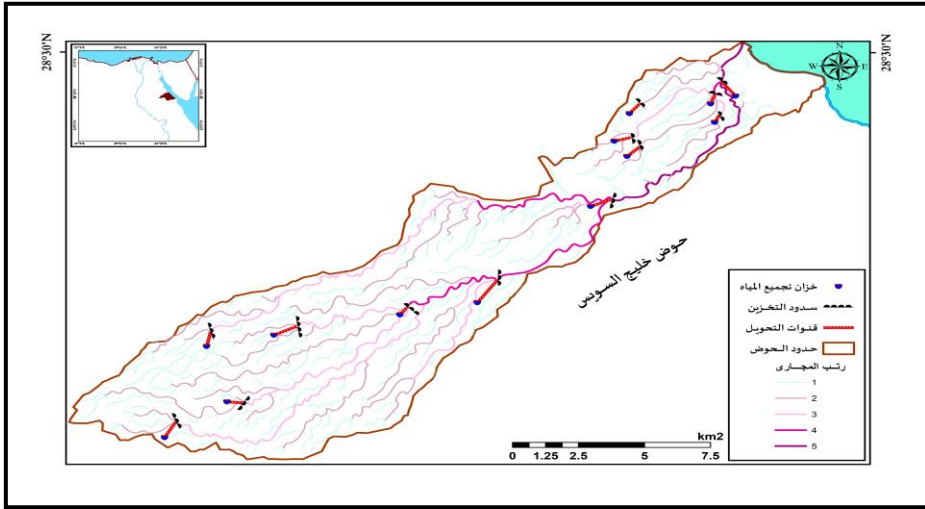 28°30'N
28°30'N
N
W
E
S
حوض خليج السويس
خزان تجميع المياه
سدود التخزين
قنوات التحويل
حدود الحوض
رتب المجارى
1
2
3
4
5
km2
0 1.25 2.5 5 7.5